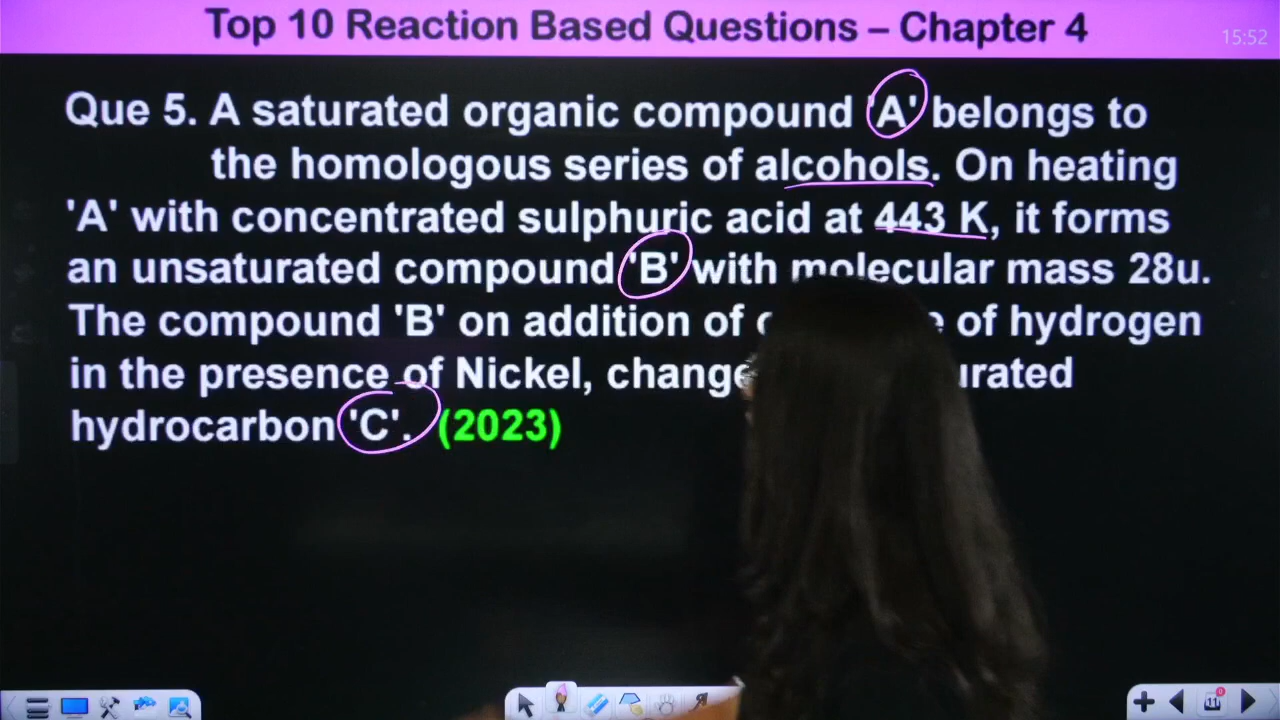 Top 10 Reaction Based Questions – Chapter 4
15:52
Que 5. A saturated organic compound 'A' belongs to
the homologous series of alcohols. On heating
'A' with concentrated sulphuric acid at 443 K, it forms
an unsaturated compound 'B' with molecular mass 28u.
The compound 'B' on addition of of hydrogen
in the presence of Nickel,
hydrocarbon 'C'. (2023)
11